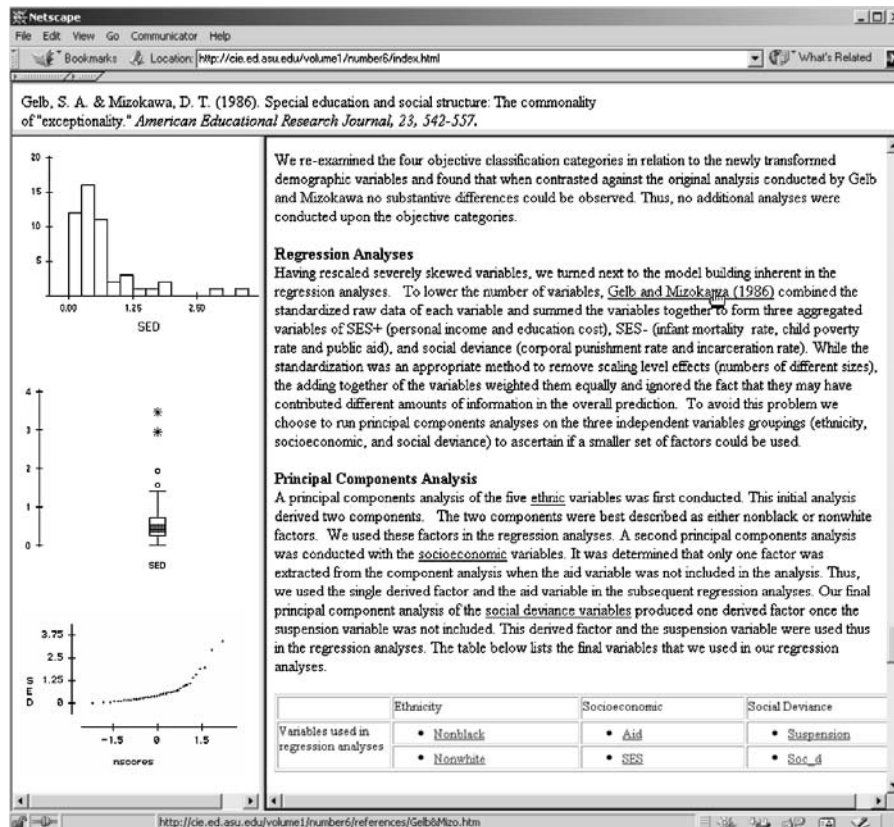 Netscape
File Edit View Go Communicator Help
Bookmarks Location: http://cie.ed.asu.edu/volume1/number6/index.html What's Related
Gelb, S. A. & Mizokawa, D. T. (1986). Special education and social structure: The commonality
of "exceptionality." American Educational Research Journal, 23, 542-557.
20
15
10
5
0.00 1.25 2.50
SED
4
3
2
1
0
SED
3.75
2.5
1.25
0
SED
-1.5 0 1.5
nscores
We re-examined the four objective classification categories in relation to the newly transformed
demographic variables and found that when contrasted against the original analysis conducted by Gelb
and Mizokawa no substantive differences could be observed. Thus, no additional analyses were
conducted upon the objective categories.
Regression Analyses
Having rescaled severely skewed variables, we turned next to the model building inherent in the
regression analyses. To lower the number of variables, Gelb and Mizokawa (1986) combined the
standardized raw data of each variable and summed the variables together to form three aggregated
variables of SES+ (personal income and education cost), SES- (infant mortality rate, child poverty
rate and public aid), and social deviance (corporal punishment rate and incarceration rate). While the
standardization was an appropriate method to remove scaling level effects (numbers of different sizes),
the adding together of the variables weighted them equally and ignored the fact that they may have
contributed different amounts of information in the overall prediction. To avoid this problem we
choose to run principal components analyses on the three independent variables groupings (ethnicity,
socioeconomic, and social deviance) to ascertain if a smaller set of factors could be used.
Principal Components Analysis
A principal components analysis of the five ethnic variables was first conducted. This initial analysis
derived two components. The two components were best described as either nonblack or nonwhite
factors. We used these factors in the regression analyses. A second principal components analysis
was conducted with the socioeconomic variables. It was determined that only one factor was
extracted from the component analysis when the aid variable was not included in the analysis. Thus,
we used the single derived factor and the aid variable in the subsequent regression analyses. Our final
principal component analysis of the social deviance variables produced one derived factor once the
suspension variable was not included. This derived factor and the suspension variable were used thus
in the regression analyses. The table below lists the final variables that we used in our regression
analyses.
Ethnicity Socioeconomic Social Deviance
Variables used in
regression analyses
• Nonblack • Aid • Suspension
• Nonwhite • SES • Soc_d
http://cie.ed.asu.edu/volume1/number6/references/Gelb&Mizo.htm